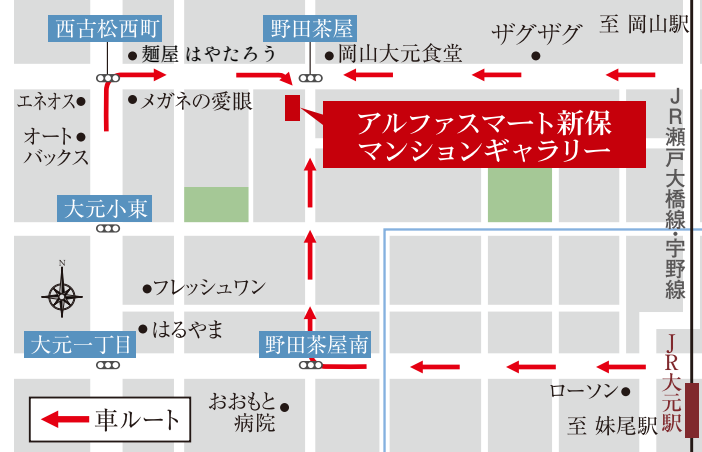 西古松西町
野田茶屋
ザグザグ
至 岡山駅
麺屋 はやたろう
岡山大元食堂
エネオス
メガネの愛眼
オート
バックス
アルファスマート新保
マンションギャラリー
JR瀬戸大橋線・宇野線
大元小東
N
フレッシュワン
はるやま
大元一丁目
野田茶屋南
JR大元駅
ローソン
おおもと
病院
車ルート
至 妹尾駅